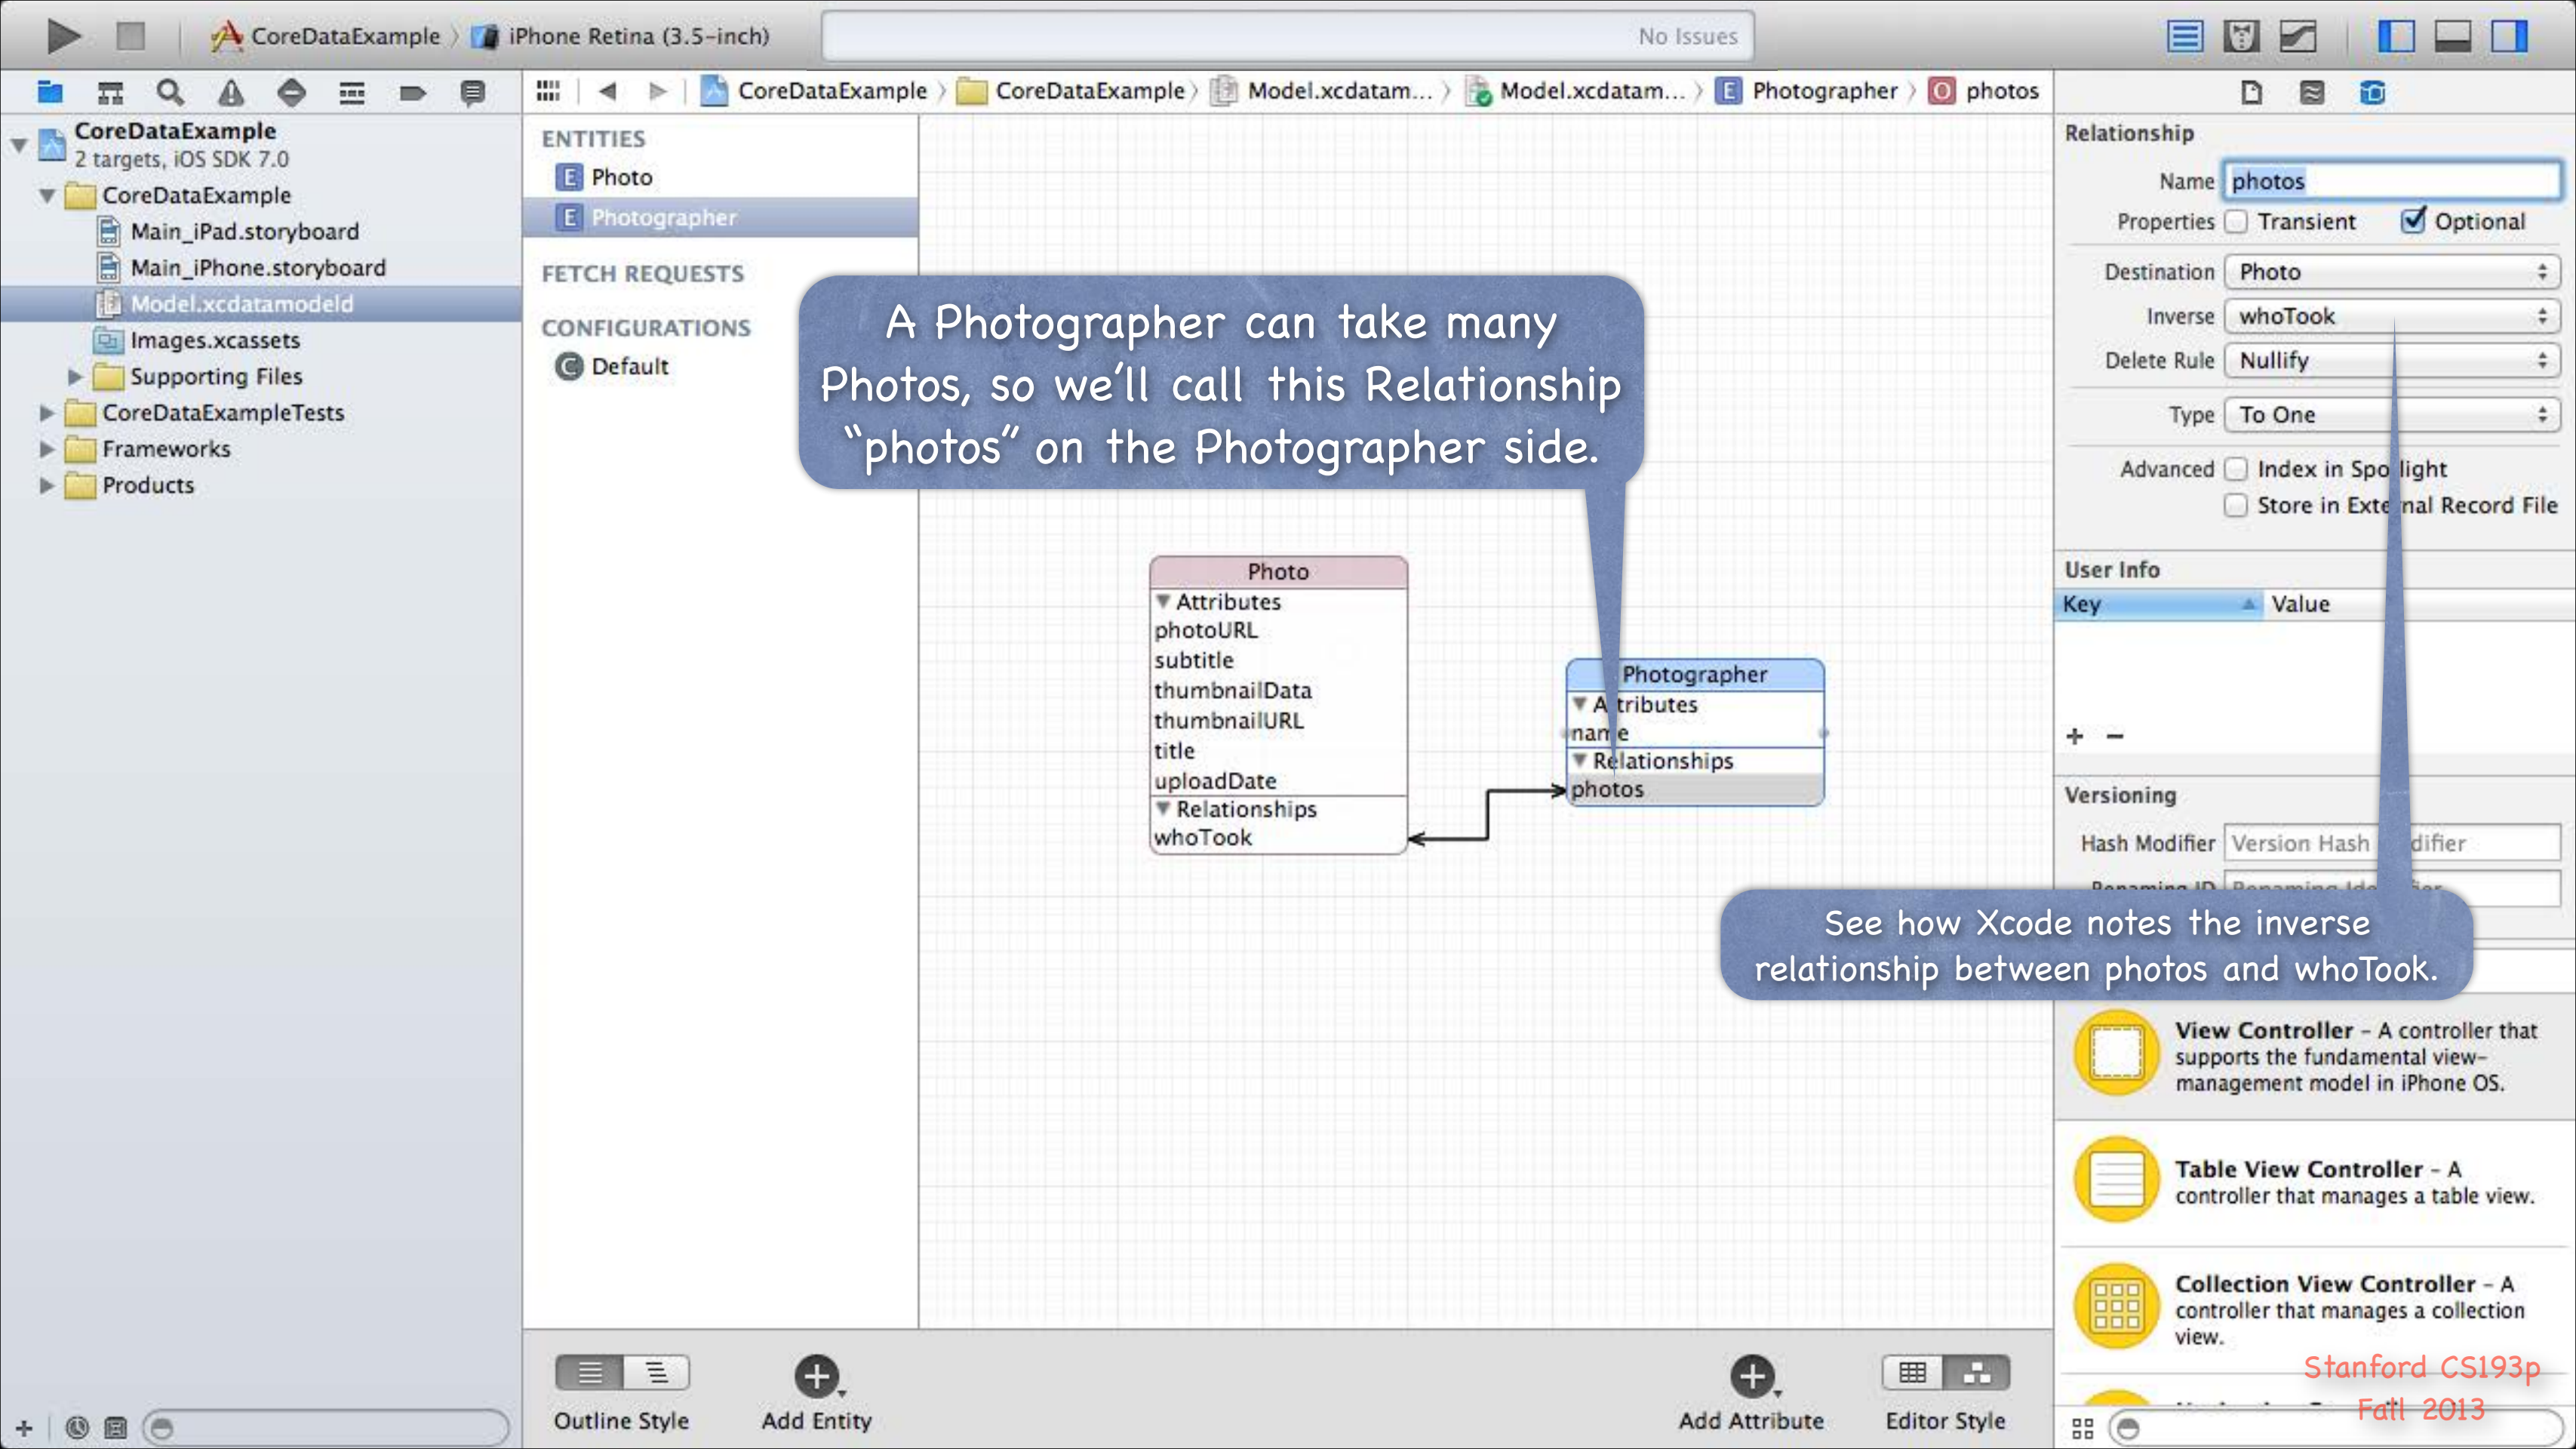 CoreDataExample
iPhone Retina (3.5-inch)
No Issues
CoreDataExample
CoreDataExample
Model.xcdatam...
Model.xcdatam...
Photographer
photos
CoreDataExample
2 targets, iOS SDK 7.0
CoreDataExample
Main_iPad.storyboard
Main_iPhone.storyboard
Model.xcdatamodeld
Images.xcassets
Supporting Files
CoreDataExampleTests
Frameworks
Products
ENTITIES
E Photo
E Photographer
FETCH REQUESTS
CONFIGURATIONS
C Default
A Photographer can take many
Photos, so we'll call this Relationship
“photos” on the Photographer side.
Photo
Attributes
photoURL
subtitle
thumbnailData
thumbnailURL
title
uploadDate
Relationships
whoTook
Photographer
Attributes
name
Relationships
photos
Relationship
Name photos
Properties Transient Optional
Destination Photo
Inverse whoTook
Delete Rule Nullify
Type To One
Advanced Index in Spotlight
Store in External Record File
User Info
Key Value
Versioning
Hash Modifier Version Hash Modifier
Renaming ID Renaming Identifier
See how Xcode notes the inverse
relationship between photos and whoTook.
View Controller – A controller that
supports the fundamental view-
management model in iPhone OS.
Table View Controller – A
controller that manages a table view.
Collection View Controller – A
controller that manages a collection
view.
Outline Style
Add Entity
Add Attribute
Editor Style
Stanford CS193p
Fall 2013